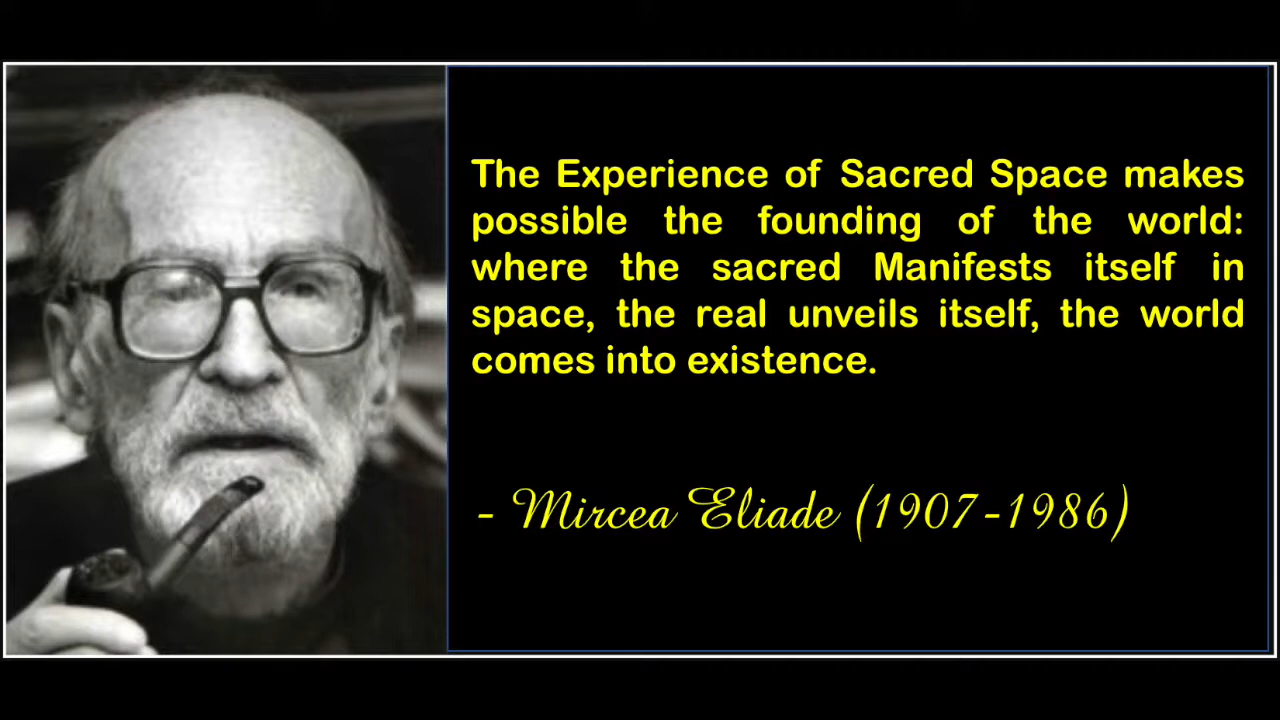 The Experience of Sacred Space makes
possible the founding of the world:
where the sacred Manifests itself in
space, the real unveils itself, the world
comes into existence.
- Mircea Eliade (1907-1986)